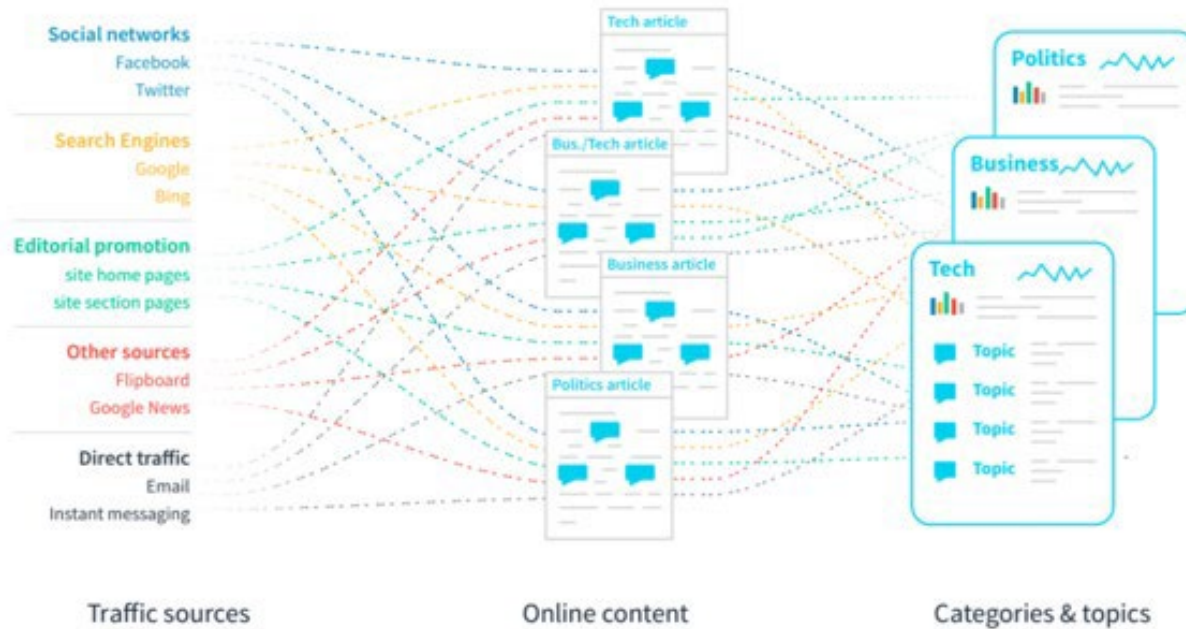 Social networks
Facebook
Twitter
Search Engines
Google
Bing
Editorial promotion
site home pages
site section pages
Other sources
Flipboard
Google News
Direct traffic
Email
Instant messaging
Traffic sources
Tech article
Bus./Tech article
Business article
Politics article
Online content
Politics
Business
Tech
Topic
Topic
Topic
Topic
Categories & topics